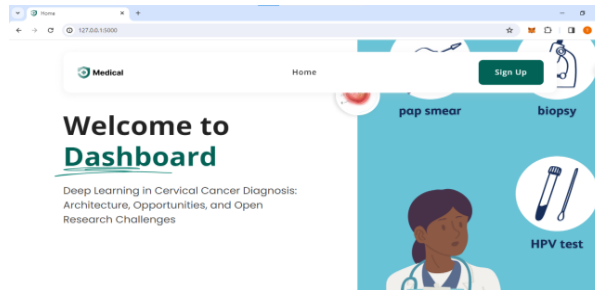 Home
127.0.0.1:5000
Medical
Home
Sign Up
pap smear
biopsy
Welcome to
Dashboard
Deep Learning in Cervical Cancer Diagnosis:
Architecture, Opportunities, and Open
Research Challenges
HPV test